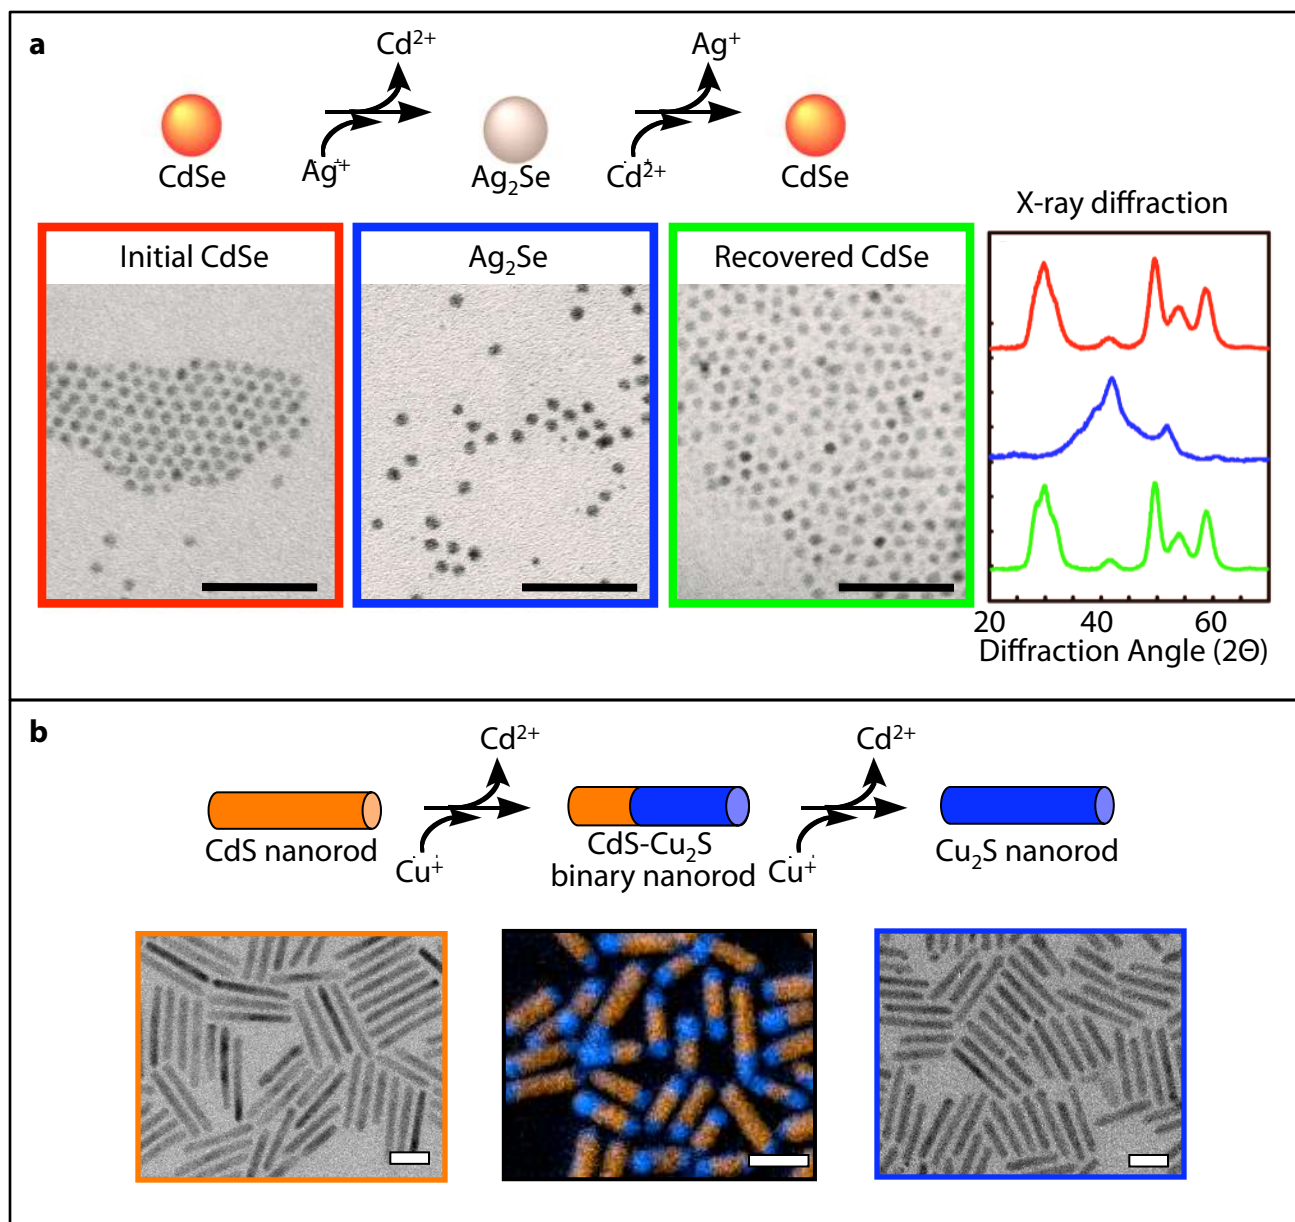 a
Cd²⁺
Ag⁺
CdSe
Ag⁺
Ag₂Se
Cd²⁺
CdSe
Initial CdSe
Ag₂Se
Recovered CdSe
X-ray diffraction
20
40
60
Diffraction Angle (2Θ)
b
Cd²⁺
Cd²⁺
CdS nanorod
Cu⁺
CdS-Cu₂S
binary nanorod
Cu⁺
Cu₂S nanorod